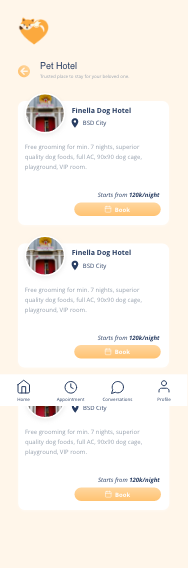 Pet Hotel
Trusted place to stay for your beloved one.
Finella Dog Hotel
BSD City
Free grooming for min. 7 nights, superior
quality dog foods, full AC, 90x90 dog cage,
playground, VIP room.
Starts from 120k/night
Book
Finella Dog Hotel
BSD City
Free grooming for min. 7 nights, superior
quality dog foods, full AC, 90x90 dog cage,
playground, VIP room.
Starts from 120k/night
Book
Home
Appointment
Conversations
Profile
BSD City
Free grooming for min. 7 nights, superior
quality dog foods, full AC, 90x90 dog cage,
playground, VIP room.
Starts from 120k/night
Book